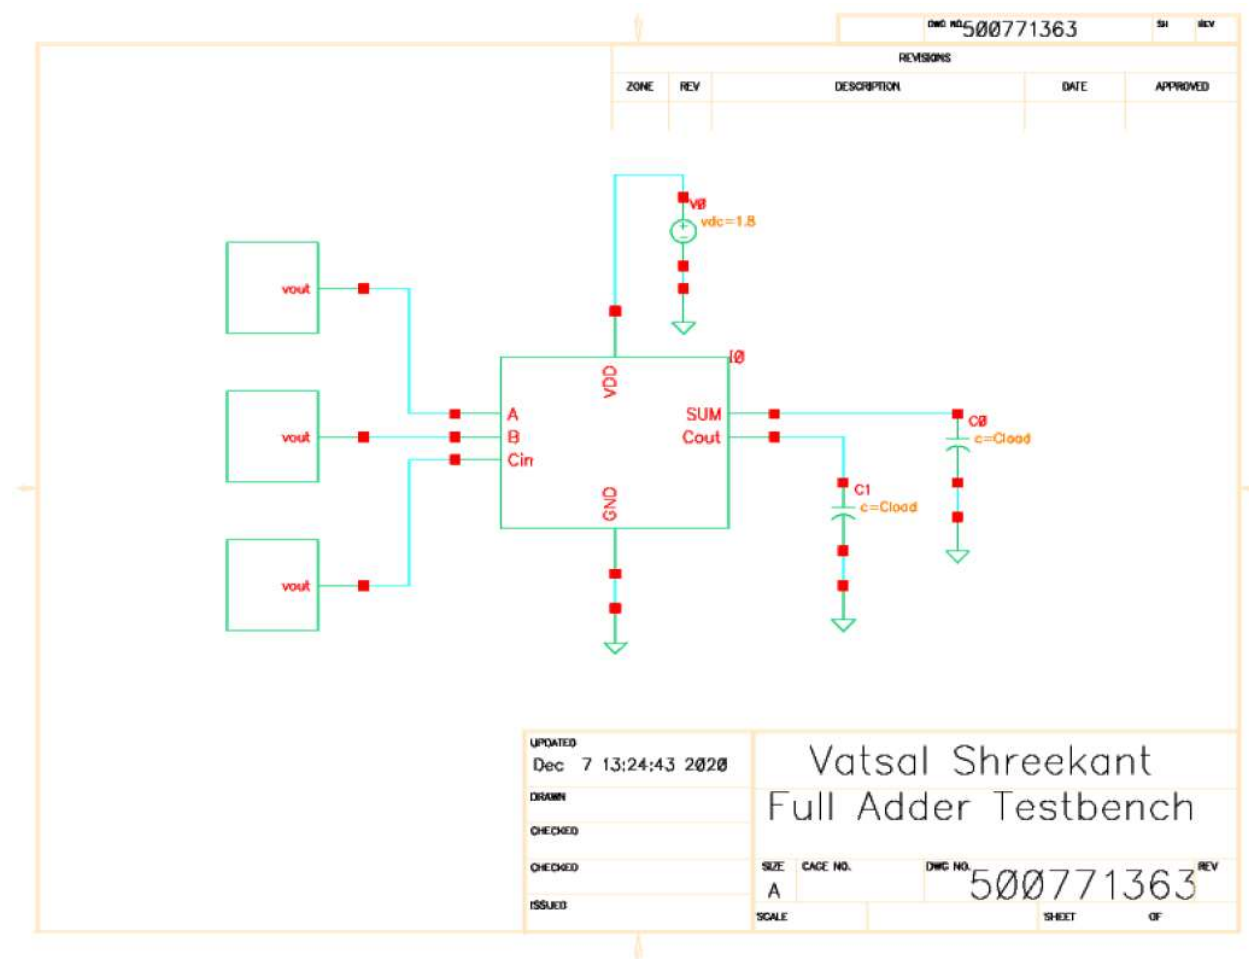 DWG NO. 500771363 SH REV
REVISIONS
ZONE REV DESCRIPTION DATE APPROVED
V0
vdc=1.8
vout
I0
VDD
A
SUM
C0
c=Cload
vout
B
Cout
Cin
C1
c=Cload
GND
vout
UPDATED
Dec 7 13:24:43 2020
DRAWN
CHECKED
CHECKED
ISSUED
Vatsal Shreekant
Full Adder Testbench
SIZE CAGE NO. DWG NO. REV
A 500771363
SCALE SHEET OF